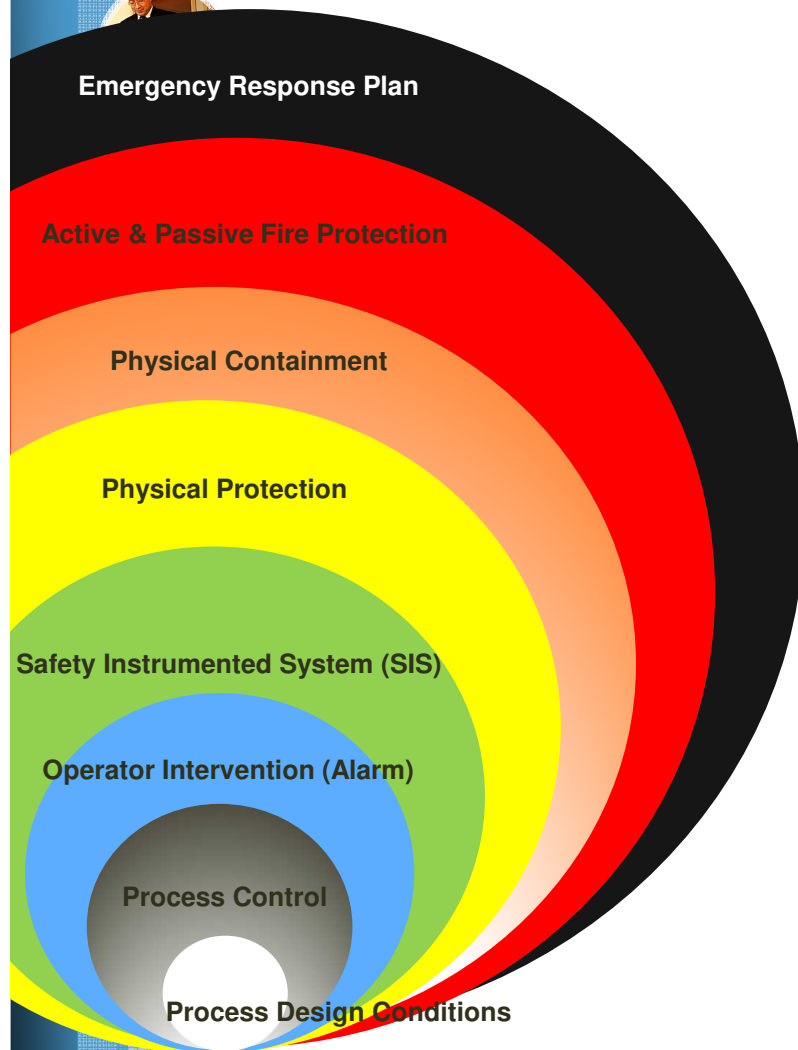 Emergency Response Plan
Active & Passive Fire Protection
Physical Containment
Physical Protection
Safety Instrumented System (SIS)
Operator Intervention (Alarm)
Process Control
Process Design Conditions